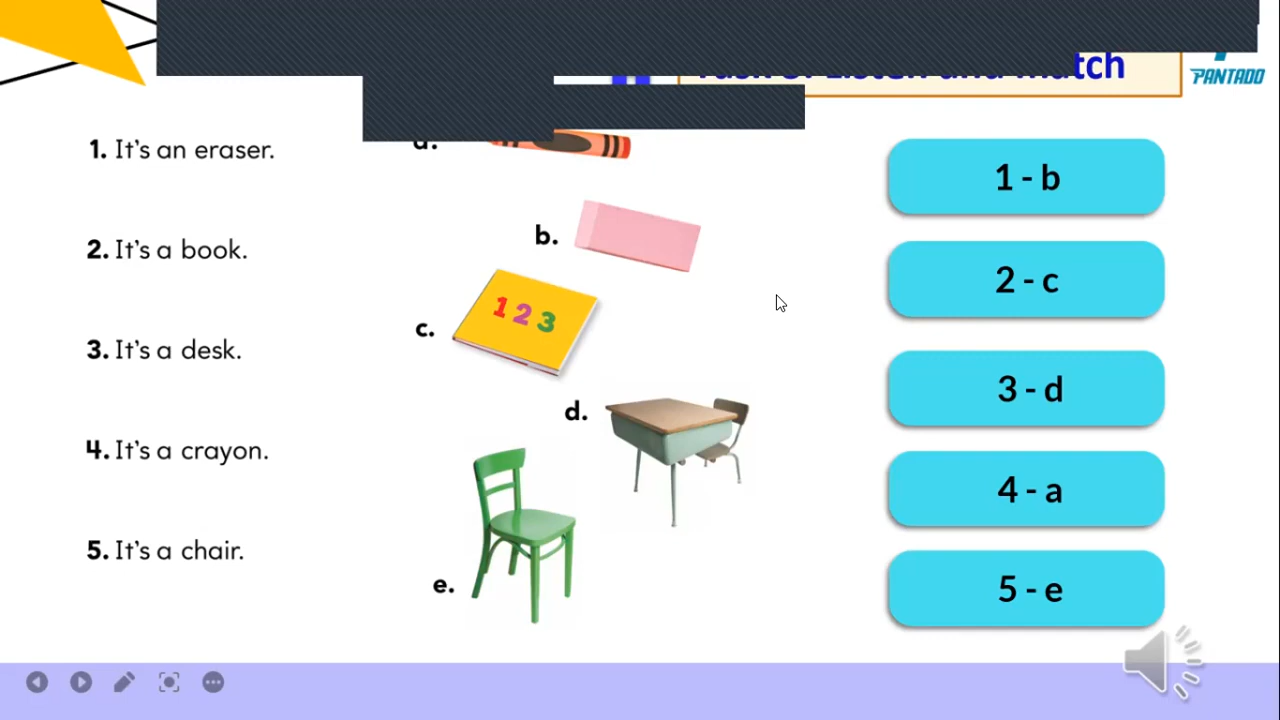 match
PANTADO
1. It's an eraser.
a.
1 - b
b.
2. It's a book.
2 - c
1 2 3
c.
3. It's a desk.
3 - d
d.
4. It's a crayon.
4 - a
5. It's a chair.
e.
5 - e